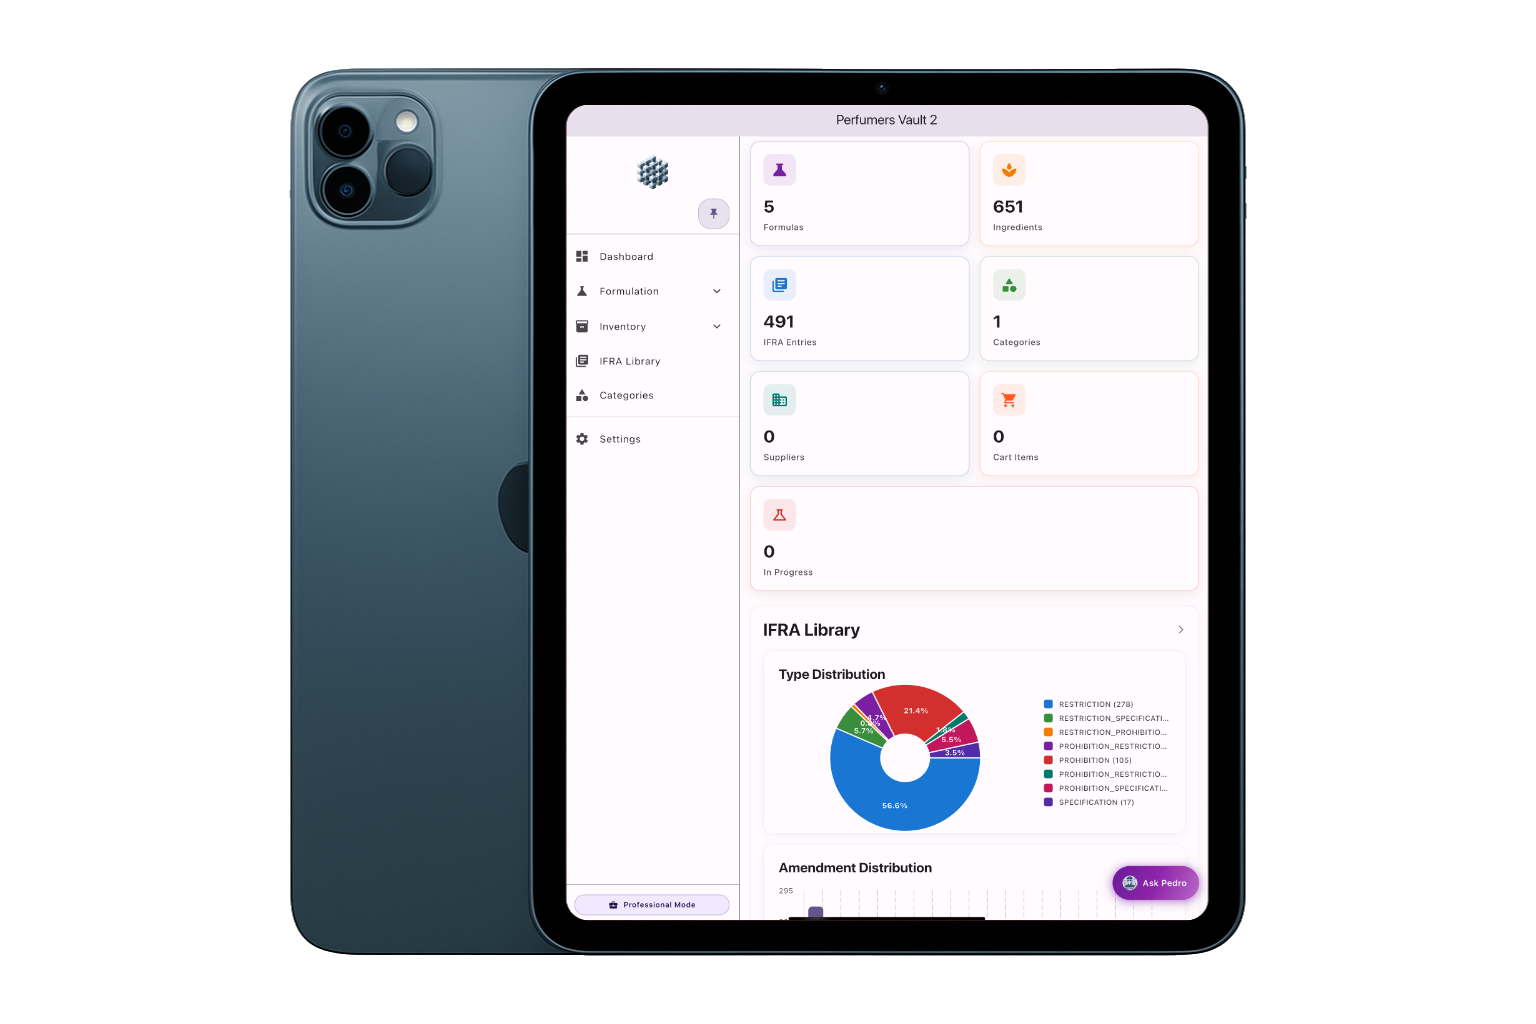 Perfumers Vault 2
Dashboard
Formulation
Inventory
IFRA Library
Categories
Settings
Professional Mode
5
Formulas
651
Ingredients
491
IFRA Entries
1
Categories
0
Suppliers
0
Cart Items
0
In Progress
IFRA Library
Type Distribution
21.4%
4.7%
5.7%
5.5%
3.5%
56.6%
RESTRICTION (278)
RESTRICTION_SPECIFICATI...
RESTRICTION_PROHIBITIO...
PROHIBITION_RESTRICTIO...
PROHIBITION (105)
PROHIBITION_RESTRICTIO...
PROHIBITION_SPECIFICATI...
SPECIFICATION (17)
Amendment Distribution
295
Ask Pedro